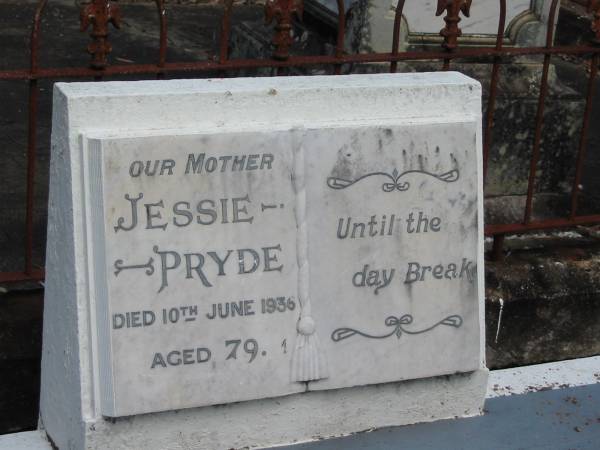 OUR MOTHER
JESSIE
PRYDE
DIED 10TH JUNE 1936
AGED 79.
Until the
day Break